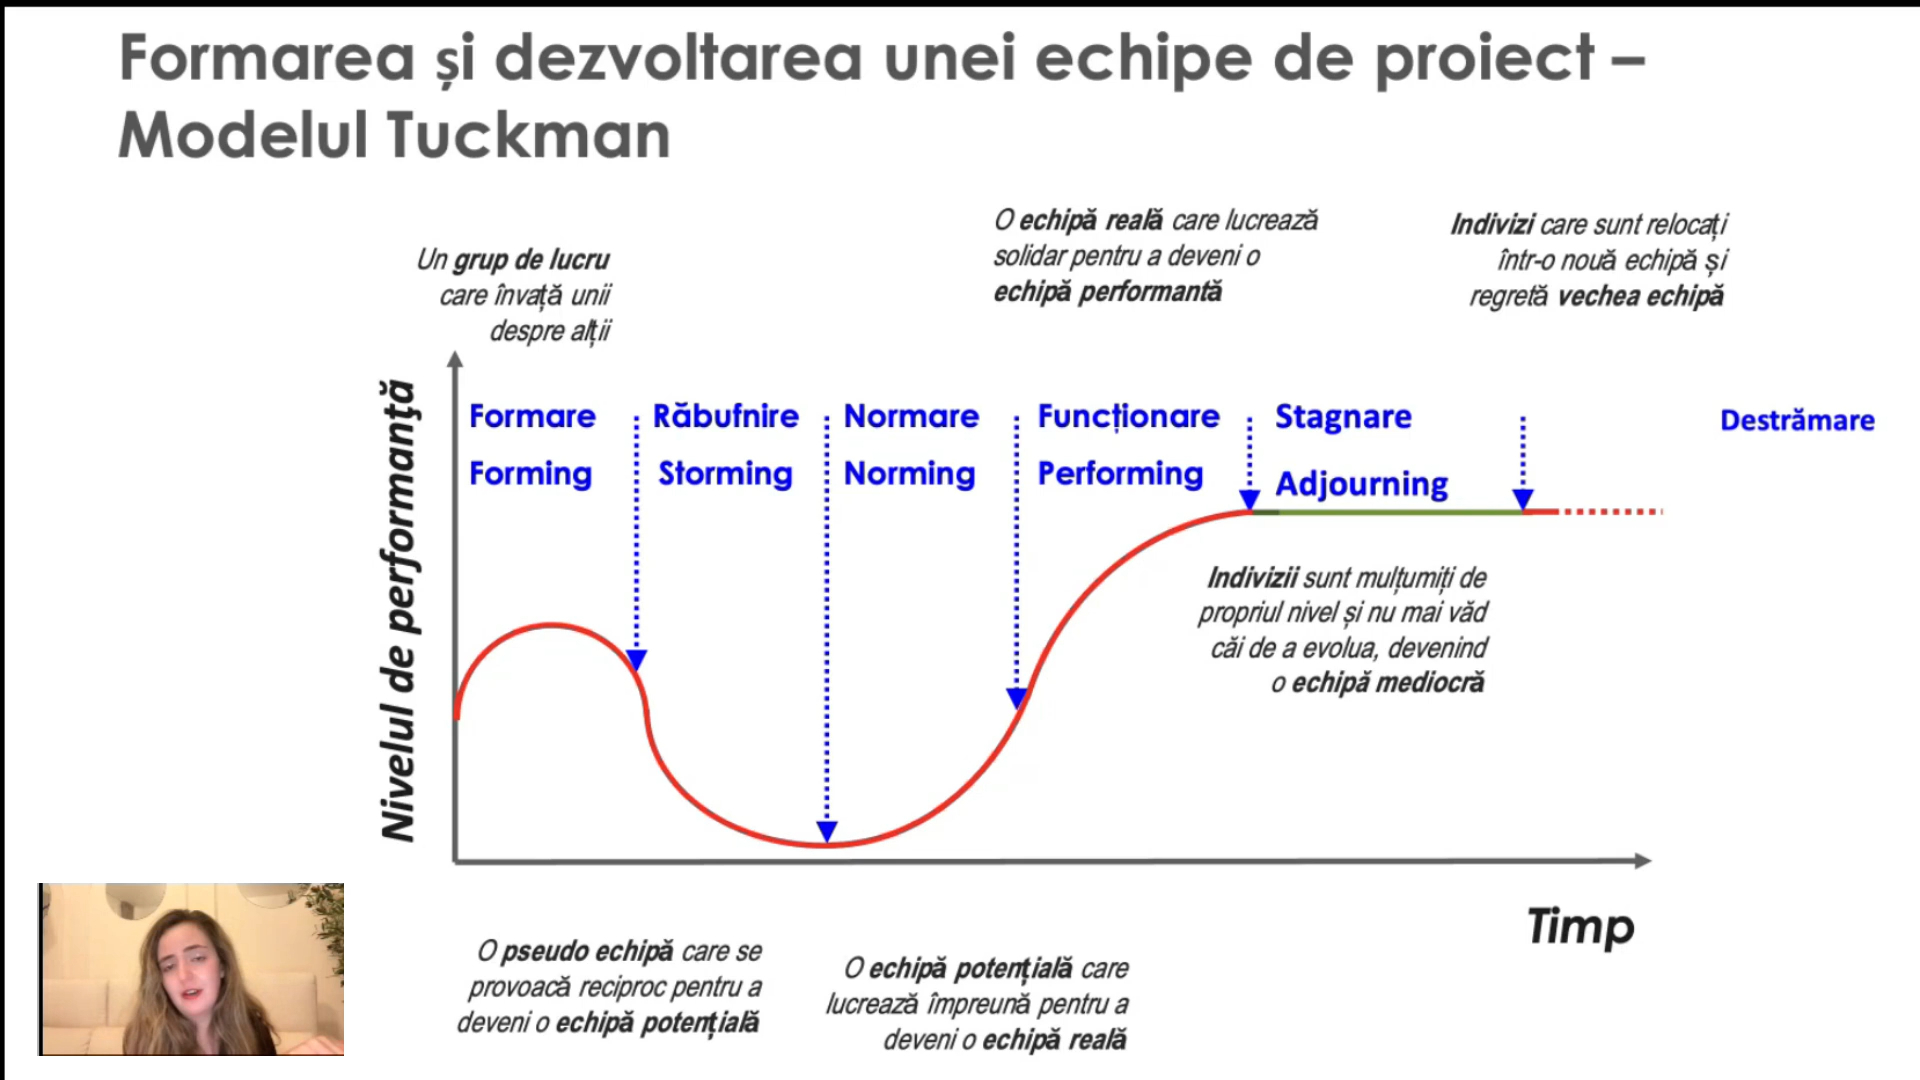 Formarea și dezvoltarea unei echipe de proiect –
Modelul Tuckman
Un grup de lucru
care învață unii
despre alții
O echipă reală care lucrează
solidar pentru a deveni o
echipă performantă
Indivizi care sunt relocați
într-o nouă echipă și
regretă vechea echipă
Nivelul de performanță
Formare
Forming
Răbufnire
Storming
Normare
Norming
Funcționare
Performing
Stagnare
Adjourning
Destrămare
Indivizii sunt mulțumiți de
propriul nivel și nu mai văd
căi de a evolua, devenind
o echipă mediocră
Timp
O pseudo echipă care se
provoacă reciproc pentru a
deveni o echipă potențială
O echipă potențială care
lucrează împreună pentru a
deveni o echipă reală